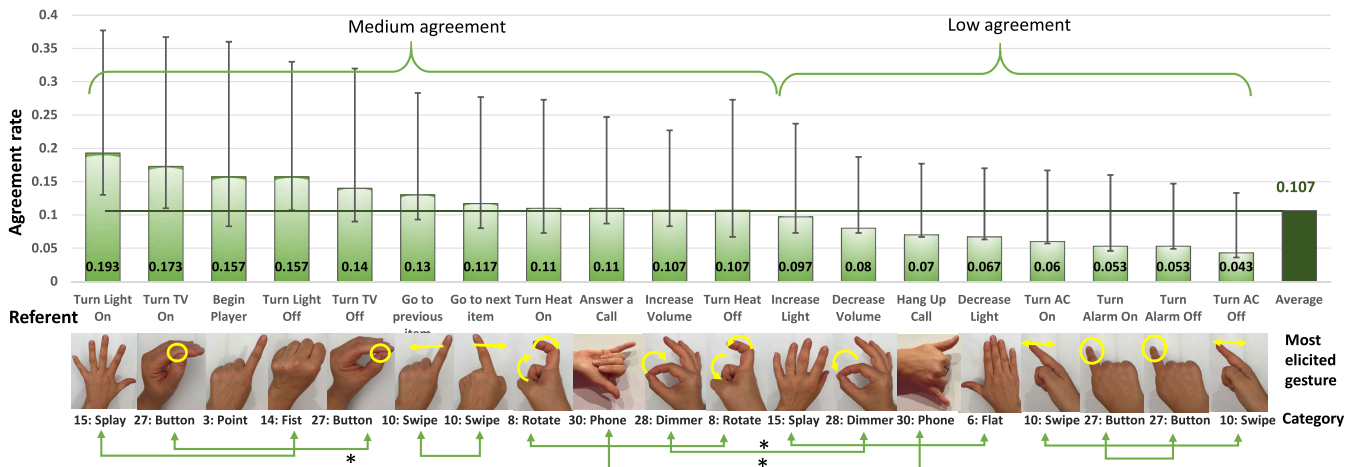 Medium agreement
Low agreement
Agreement rate
0.4
0.35
0.3
0.25
0.2
0.15
0.1
0.05
0
0.107
0.193 0.173 0.157 0.157 0.14 0.13 0.117 0.11 0.11 0.107 0.107 0.097 0.08 0.07 0.067 0.06 0.053 0.053 0.043
Referent
Turn Light
On
Turn TV
On
Begin
Player
Turn Light
Off
Turn TV
Off
Go to
previous
item
Go to next
item
Turn Heat
On
Answer a
Call
Increase
Volume
Turn Heat
Off
Increase
Light
Decrease
Volume
Hang Up
Call
Decrease
Light
Turn AC
On
Turn
Alarm On
Turn
Alarm Off
Turn AC
Off
Average
Most
elicited
gesture
15: Splay 27: Button 3: Point 14: Fist 27: Button 10: Swipe 10: Swipe 8: Rotate 30: Phone 28: Dimmer 8: Rotate 15: Splay 28: Dimmer 30: Phone 6: Flat 10: Swipe 27: Button 27: Button 10: Swipe Category
*
*
*